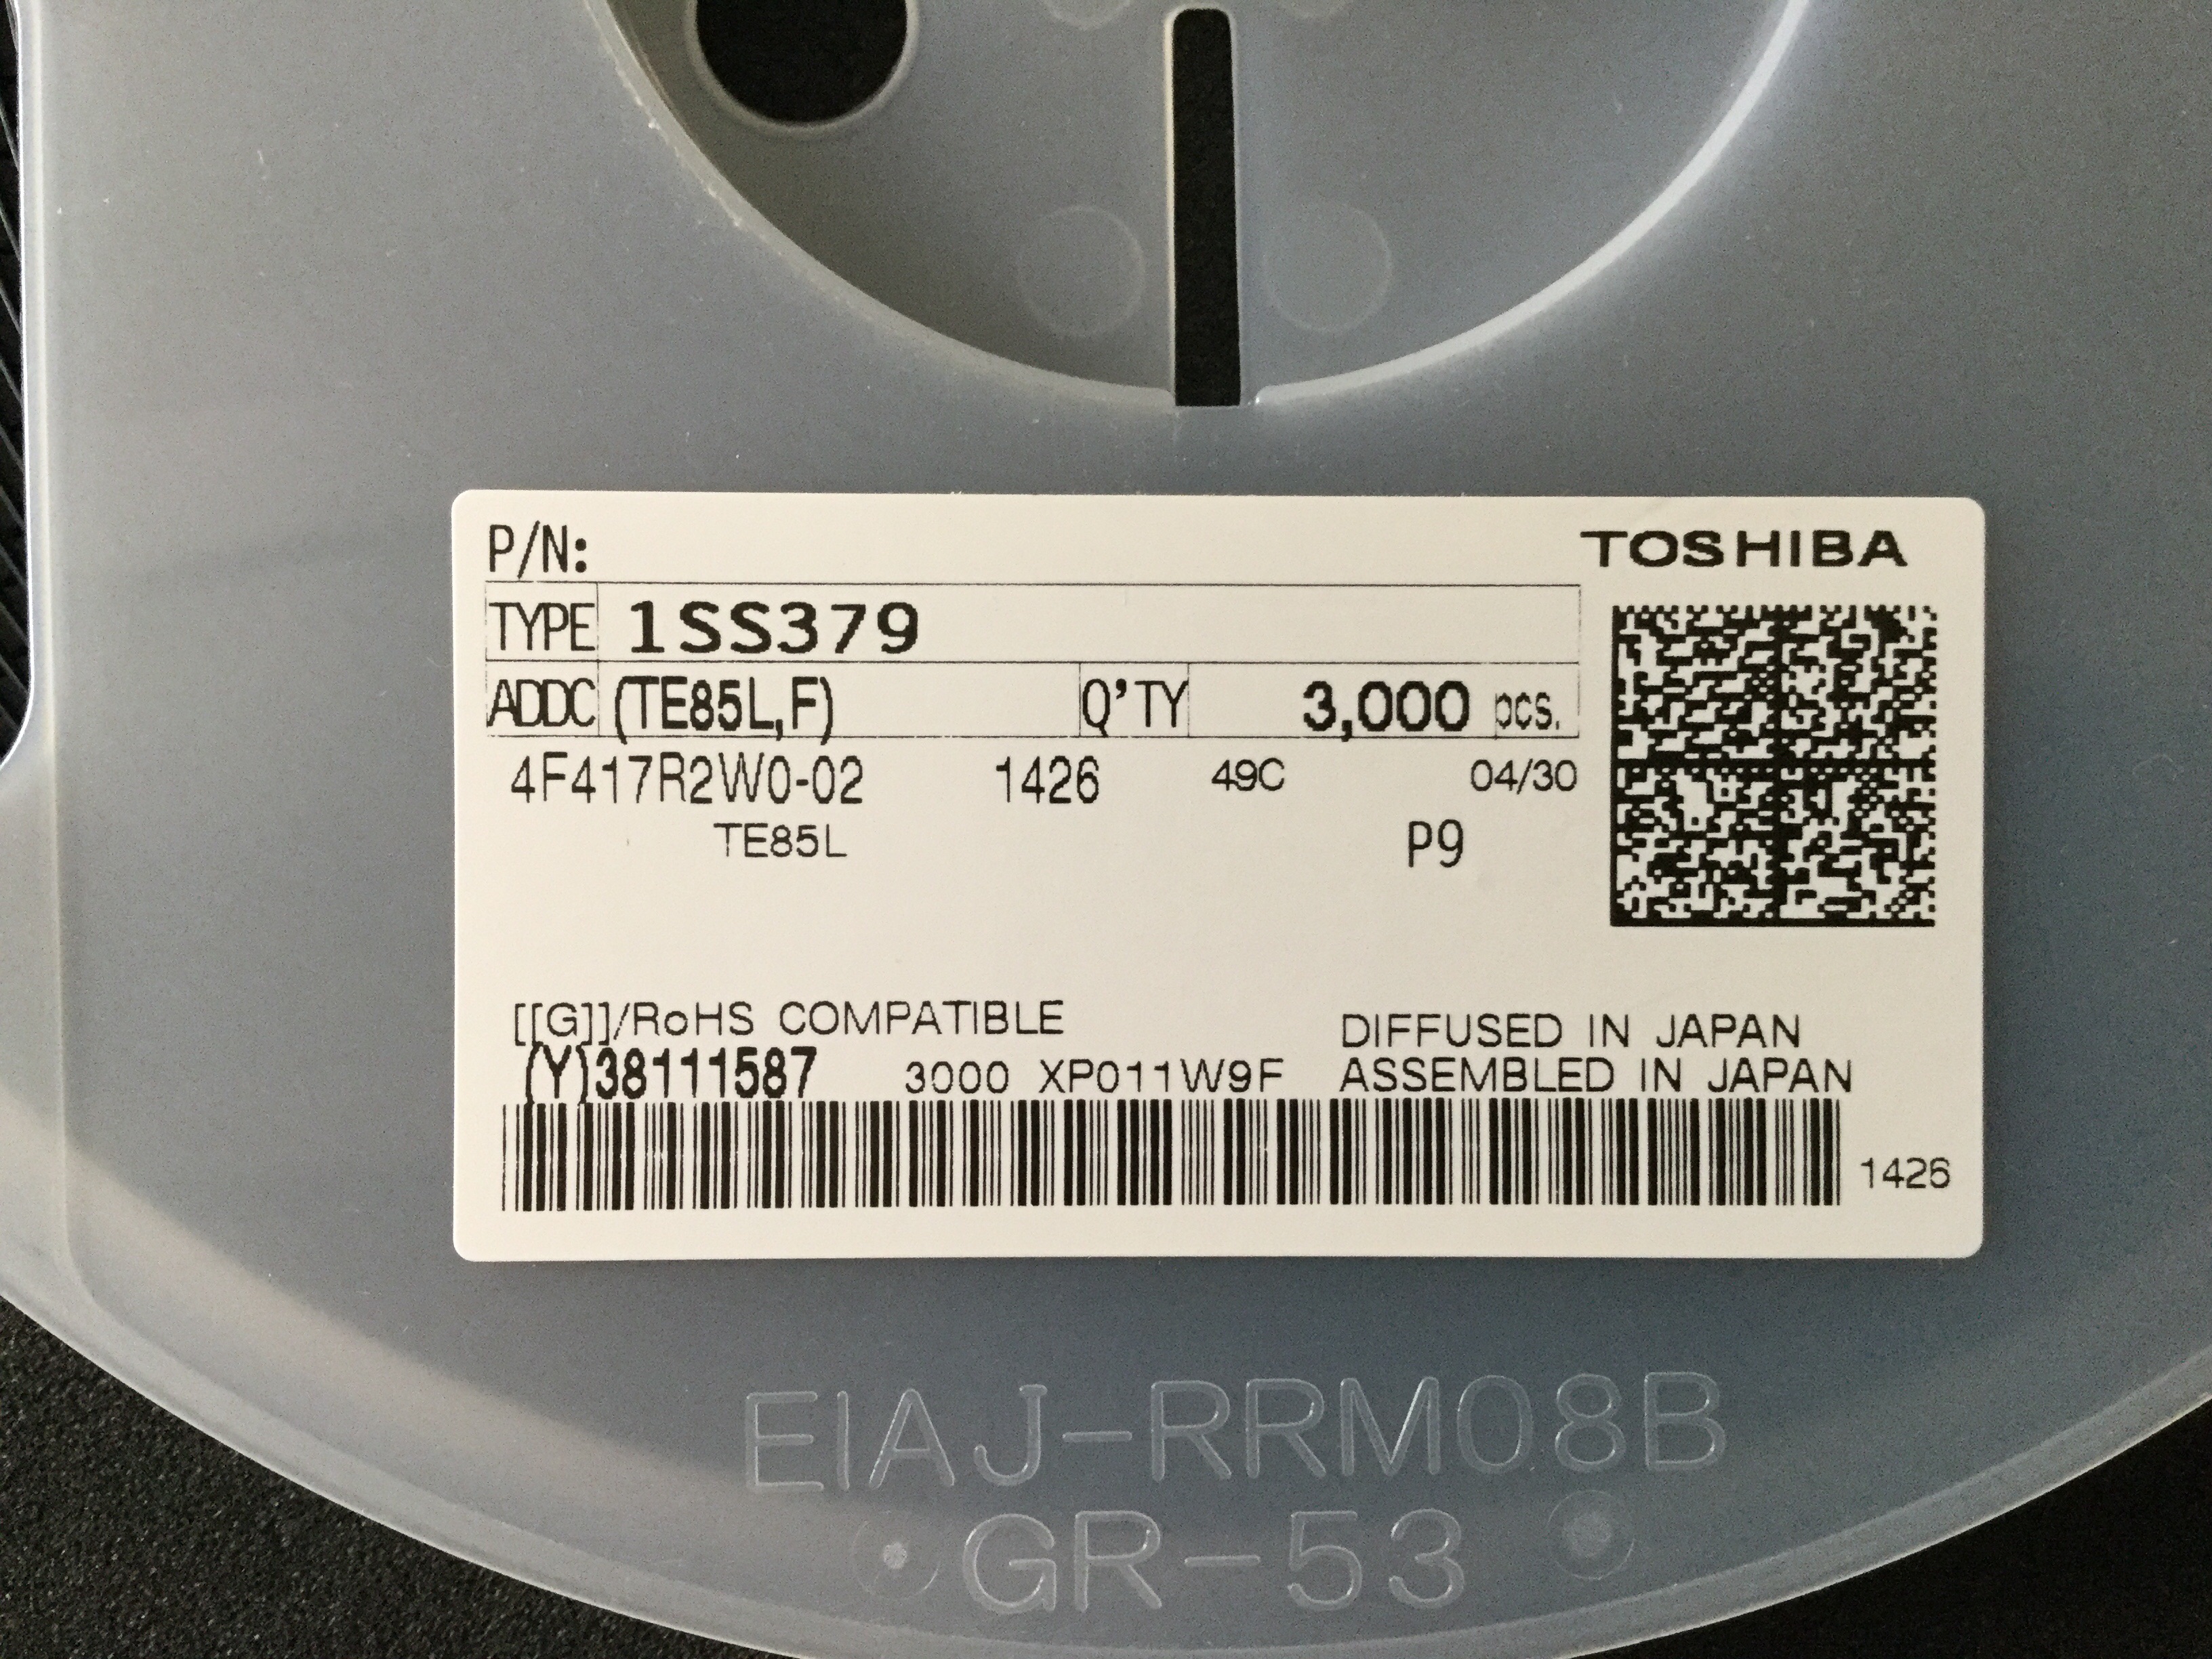 P/N:
TOSHIBA
TYPE 1SS379
ADDC (TE85L,F) Q'TY 3,000 pcs.
4F417R2W0-02 1426 49C 04/30
TE85L P9
[[G]]/RoHS COMPATIBLE DIFFUSED IN JAPAN
(Y)38111587 3000 XP011W9F ASSEMBLED IN JAPAN
1426
EIAJ-RRM08B
GR-53